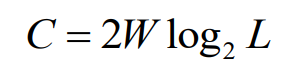 C = 2W log₂ L